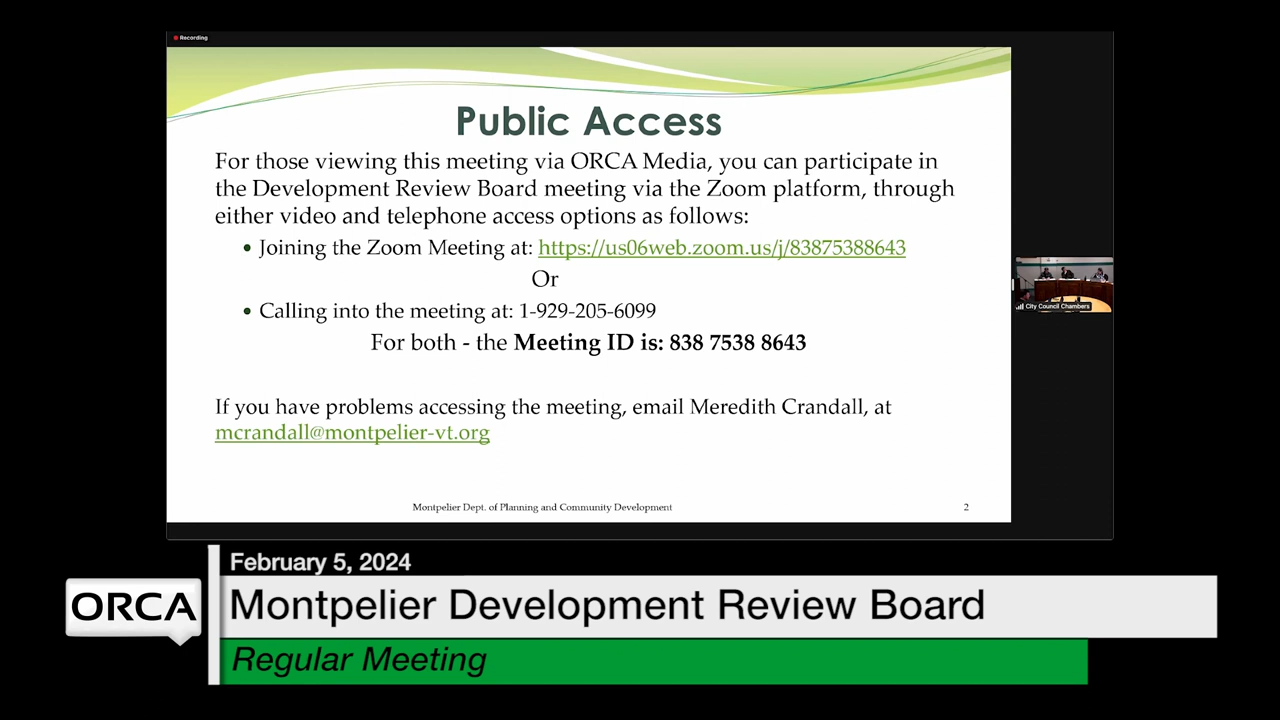 Recording
Public Access
For those viewing this meeting via ORCA Media, you can participate in
the Development Review Board meeting via the Zoom platform, through
either video and telephone access options as follows:
• Joining the Zoom Meeting at: https://us06web.zoom.us/j/83875388643
Or
• Calling into the meeting at: 1-929-205-6099
For both - the Meeting ID is: 838 7538 8643
If you have problems accessing the meeting, email Meredith Crandall, at
mcrandall@montpelier-vt.org
Montpelier Dept. of Planning and Community Development 2
City Council Chambers
February 5, 2024
ORCA
Montpelier Development Review Board
Regular Meeting